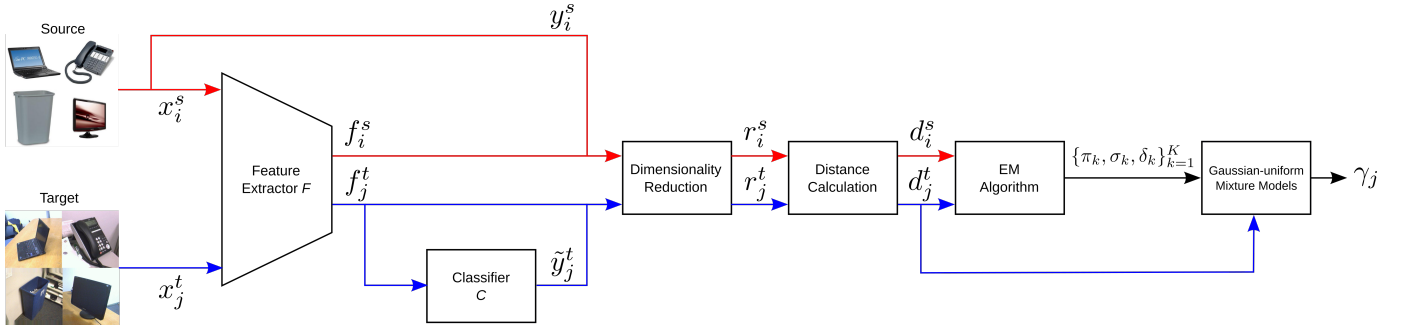 Source
y_i^s
x_i^s
Feature
Extractor F
f_i^s
f_j^t
Dimensionality
Reduction
r_i^s
r_j^t
Distance
Calculation
d_i^s
d_j^t
EM
Algorithm
{π_k, σ_k, δ_k}_{k=1}^K
Gaussian-uniform
Mixture Models
γ_j
Target
x_j^t
Classifier
C
ỹ_j^t